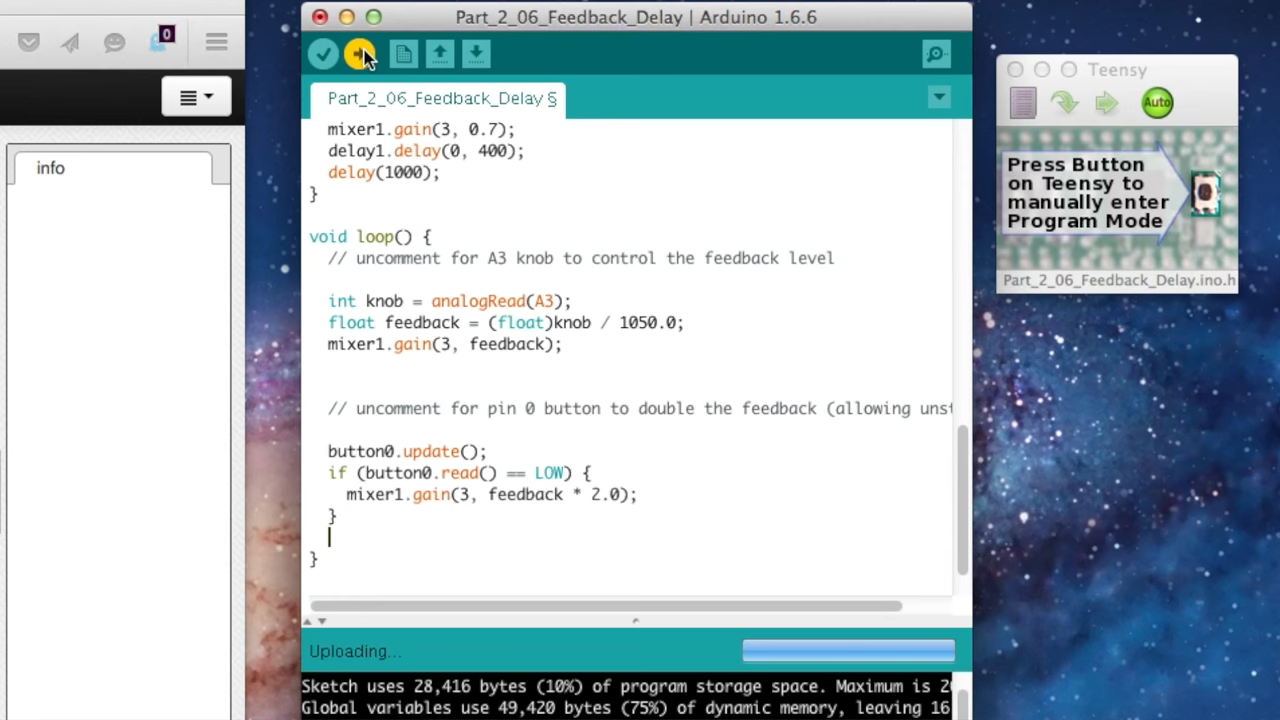 0
info
Part_2_06_Feedback_Delay | Arduino 1.6.6
Part_2_06_Feedback_Delay §
mixer1.gain(3, 0.7);
delay1.delay(0, 400);
delay(1000);
}
void loop() {
// uncomment for A3 knob to control the feedback level
int knob = analogRead(A3);
float feedback = (float)knob / 1050.0;
mixer1.gain(3, feedback);
// uncomment for pin 0 button to double the feedback (allowing
button0.update();
if (button0.read() == LOW) {
mixer1.gain(3, feedback * 2.0);
}
}
Uploading...
Sketch uses 28,416 bytes (10%) of program storage space. Maximum is
Global variables use 49,420 bytes (75%) of dynamic memory, leaving 16
Teensy
Auto
Press Button
on Teensy to
manually enter
Program Mode
Part_2_06_Feedback_Delay.ino.h